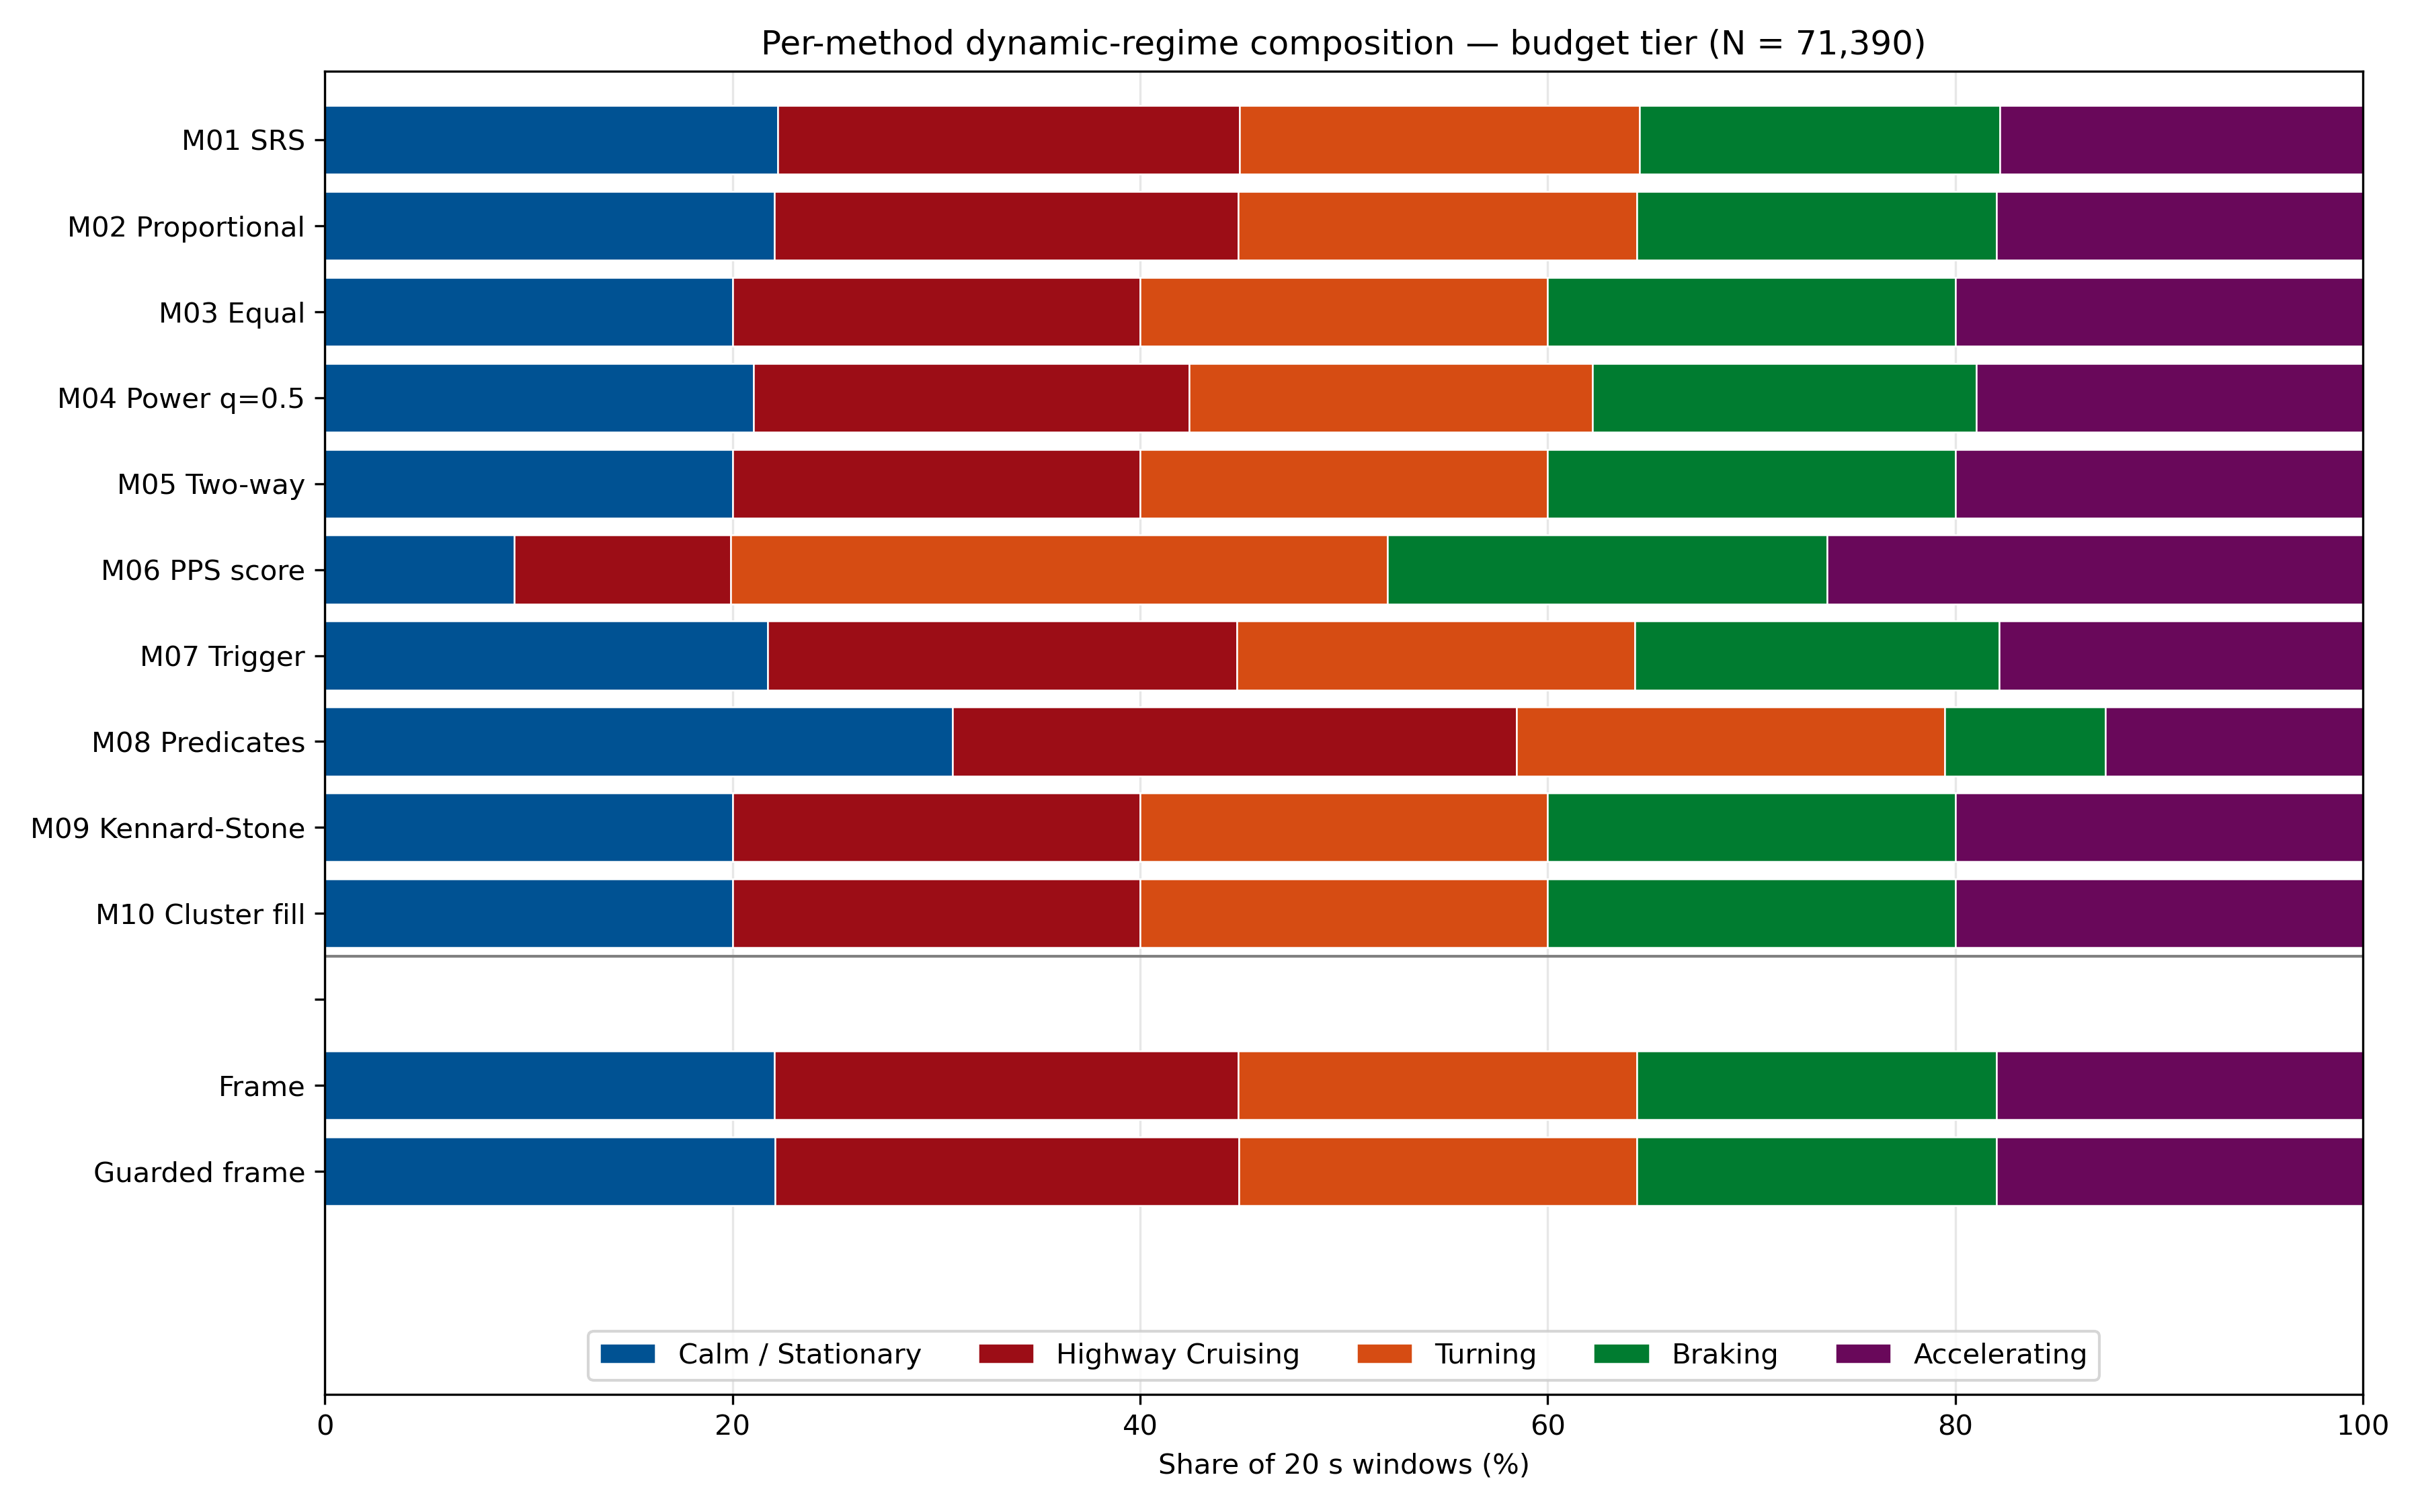 Per-method dynamic-regime composition — budget tier (N = 71,390)
M01 SRS
M02 Proportional
M03 Equal
M04 Power q=0.5
M05 Two-way
M06 PPS score
M07 Trigger
M08 Predicates
M09 Kennard-Stone
M10 Cluster fill
Frame
Guarded frame
Calm / Stationary Highway Cruising Turning Braking Accelerating
0 20 40 60 80 100
Share of 20 s windows (%)